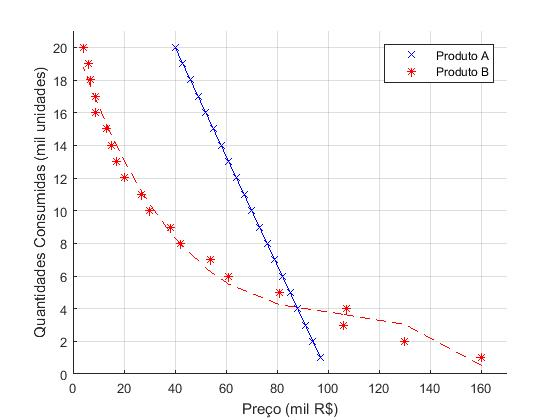 Produto A
Produto B
Quantidades Consumidas (mil unidades)
20
18
16
14
12
10
8
6
4
2
0
0 20 40 60 80 100 120 140 160
Preço (mil R$)